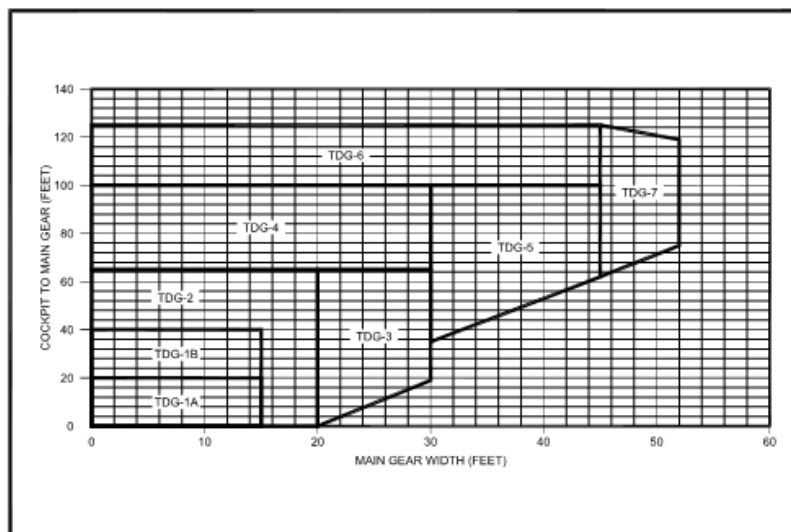 140
120
100
80
60
40
20
0
COCKPIT TO MAIN GEAR (FEET)
TDG-6
TDG-7
TDG-4
TDG-5
TDG-2
TDG-3
TDG-1B
TDG-1A
0 10 20 30 40 50 60
MAIN GEAR WIDTH (FEET)